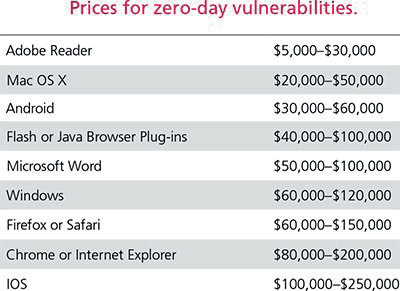 Prices for zero-day vulnerabilities.
Adobe Reader $5,000–$30,000
Mac OS X $20,000–$50,000
Android $30,000–$60,000
Flash or Java Browser Plug-ins $40,000–$100,000
Microsoft Word $50,000–$100,000
Windows $60,000–$120,000
Firefox or Safari $60,000–$150,000
Chrome or Internet Explorer $80,000–$200,000
IOS $100,000–$250,000